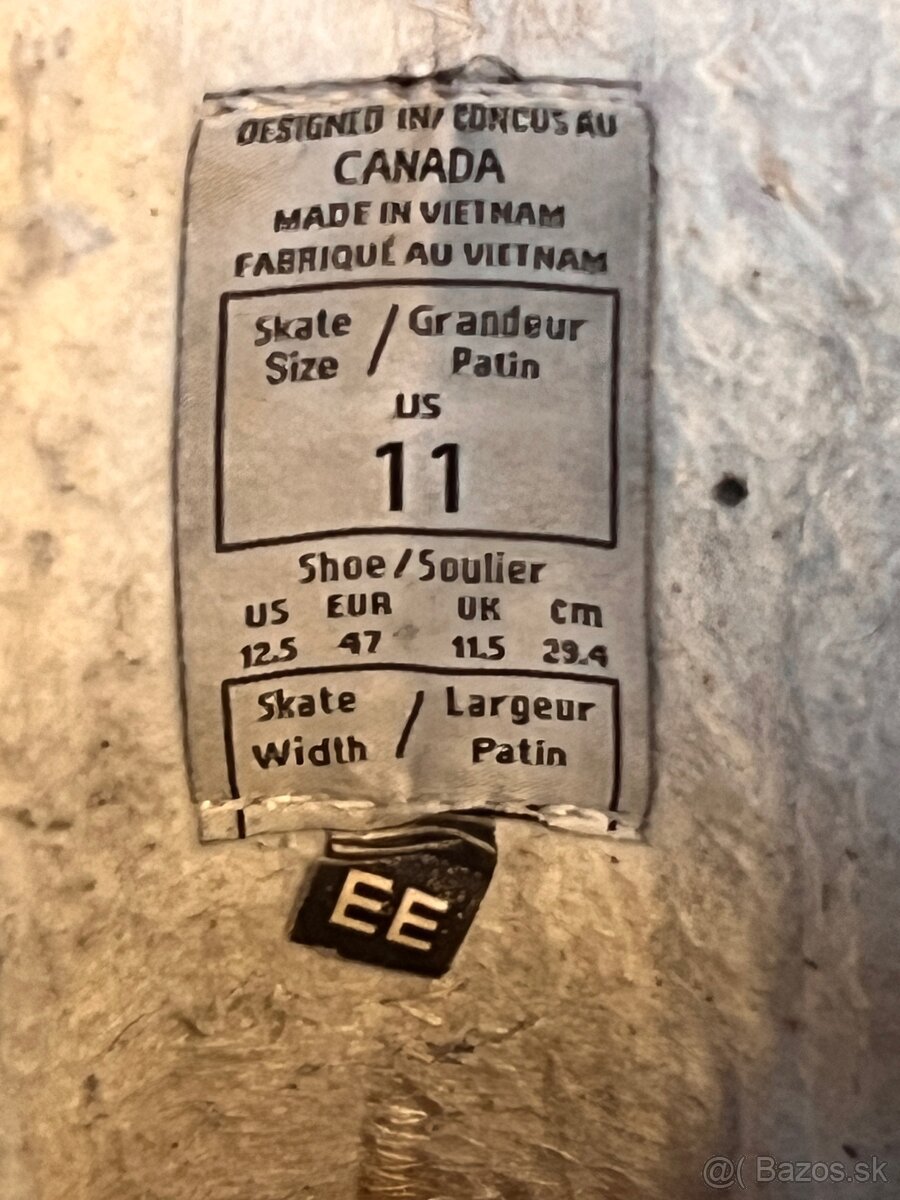 DESIGNED IN/ CONCUS AU
CANADA
MADE IN VIETNAM
FABRIQUÉ AU VIETNAM
Skate / Grandeur
Size Patin
US
11
Shoe/Soulier
US EUR UK cm
12.5 47 11.5 29.4
Skate / Largeur
Width Patin
EE
@( Bazos.sk